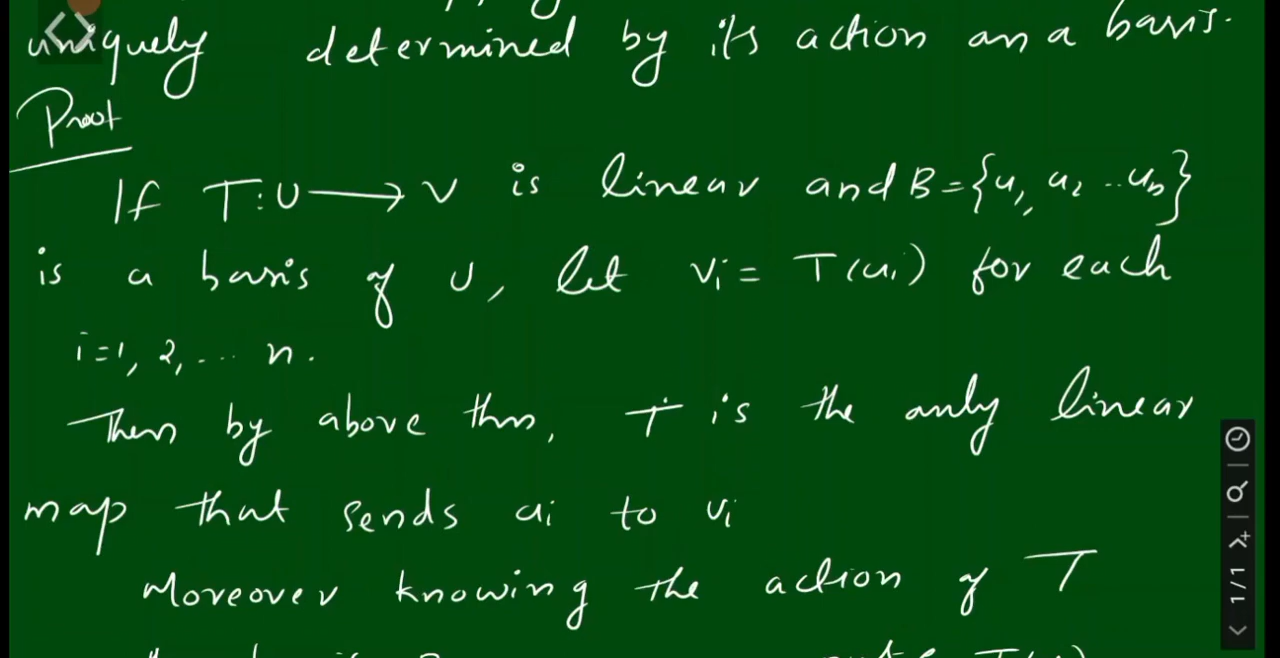 uniquely determined by its action on a basis.
Proof
If T:U⟶V is linear and B={u₁, u₂ ..uₙ}
is a basis of U, let vᵢ= T(uᵢ) for each
i=1, 2, ... n.
Then by above thm, T is the only linear
map that sends uᵢ to vᵢ
Moreover knowing the action of T
1/1